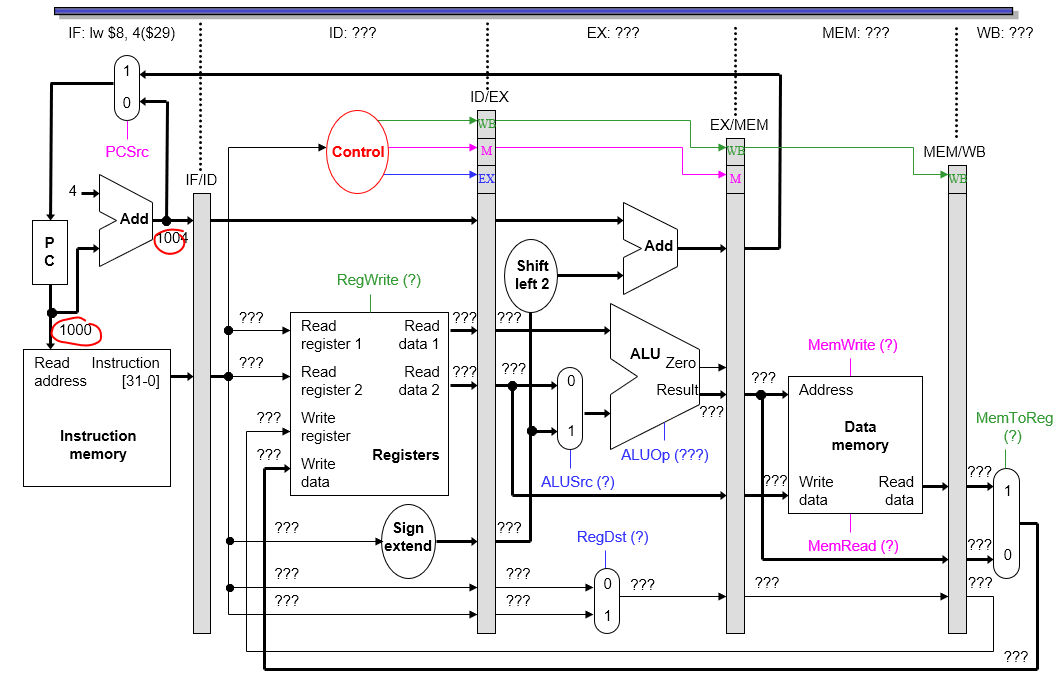 IF: lw $8, 4($29)
ID: ???
EX: ???
MEM: ???
WB: ???
1
0
PCSrc
ID/EX
EX/MEM
MEM/WB
IF/ID
Control
WB
M
EX
WB
M
WB
4
Add
1004
P
C
1000
Add
Shift
left 2
RegWrite (?)
Read
address
Instruction
[31-0]
Instruction
memory
???
???
???
???
Read
register 1
Read
data 1
Read
register 2
Read
data 2
Write
register
Write
data
Registers
???
???
???
???
0
1
ALUSrc (?)
ALU
Zero
Result
ALUOp (???)
???
???
MemWrite (?)
Address
Data
memory
Write
data
Read
data
???
MemRead (?)
MemToReg
(?)
???
1
0
???
???
Sign
extend
???
RegDst (?)
???
???
0
1
???
???
???
???
???
???